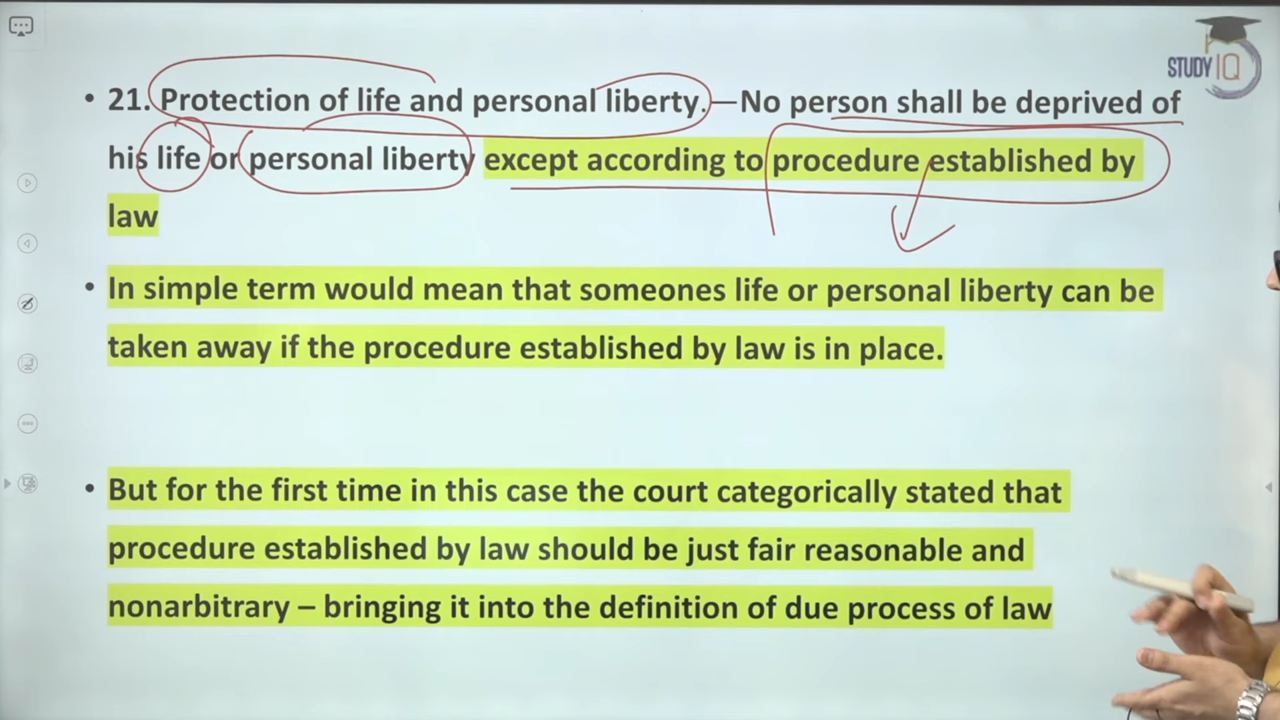 STUDY IQ
• 21. Protection of life and personal liberty.—No person shall be deprived of
his life or personal liberty except according to procedure established by
law
• In simple term would mean that someones life or personal liberty can be
taken away if the procedure established by law is in place.
• But for the first time in this case the court categorically stated that
procedure established by law should be just fair reasonable and
nonarbitrary – bringing it into the definition of due process of law